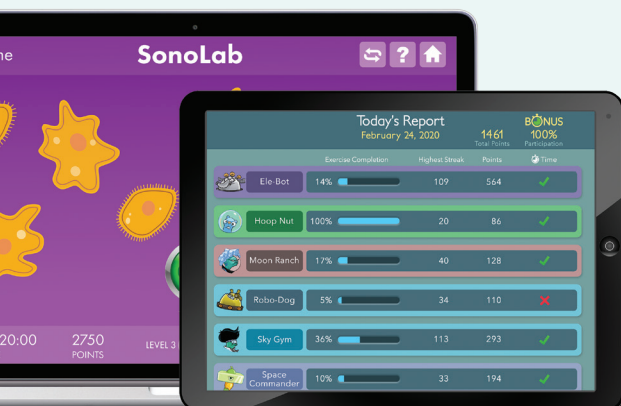 me
SonoLab
?
20:00
2750
POINTS
LEVEL 3
Today's Report
February 24, 2020
1461
Total Points
BONUS
100%
Participation
Exercise Completion Highest Streak Points Time
Ele-Bot 14% 109 564
Hoop Nut 100% 20 86
Moon Ranch 17% 40 128
Robo-Dog 5% 34 110
Sky Gym 36% 113 293
Space
Commander 10% 33 194